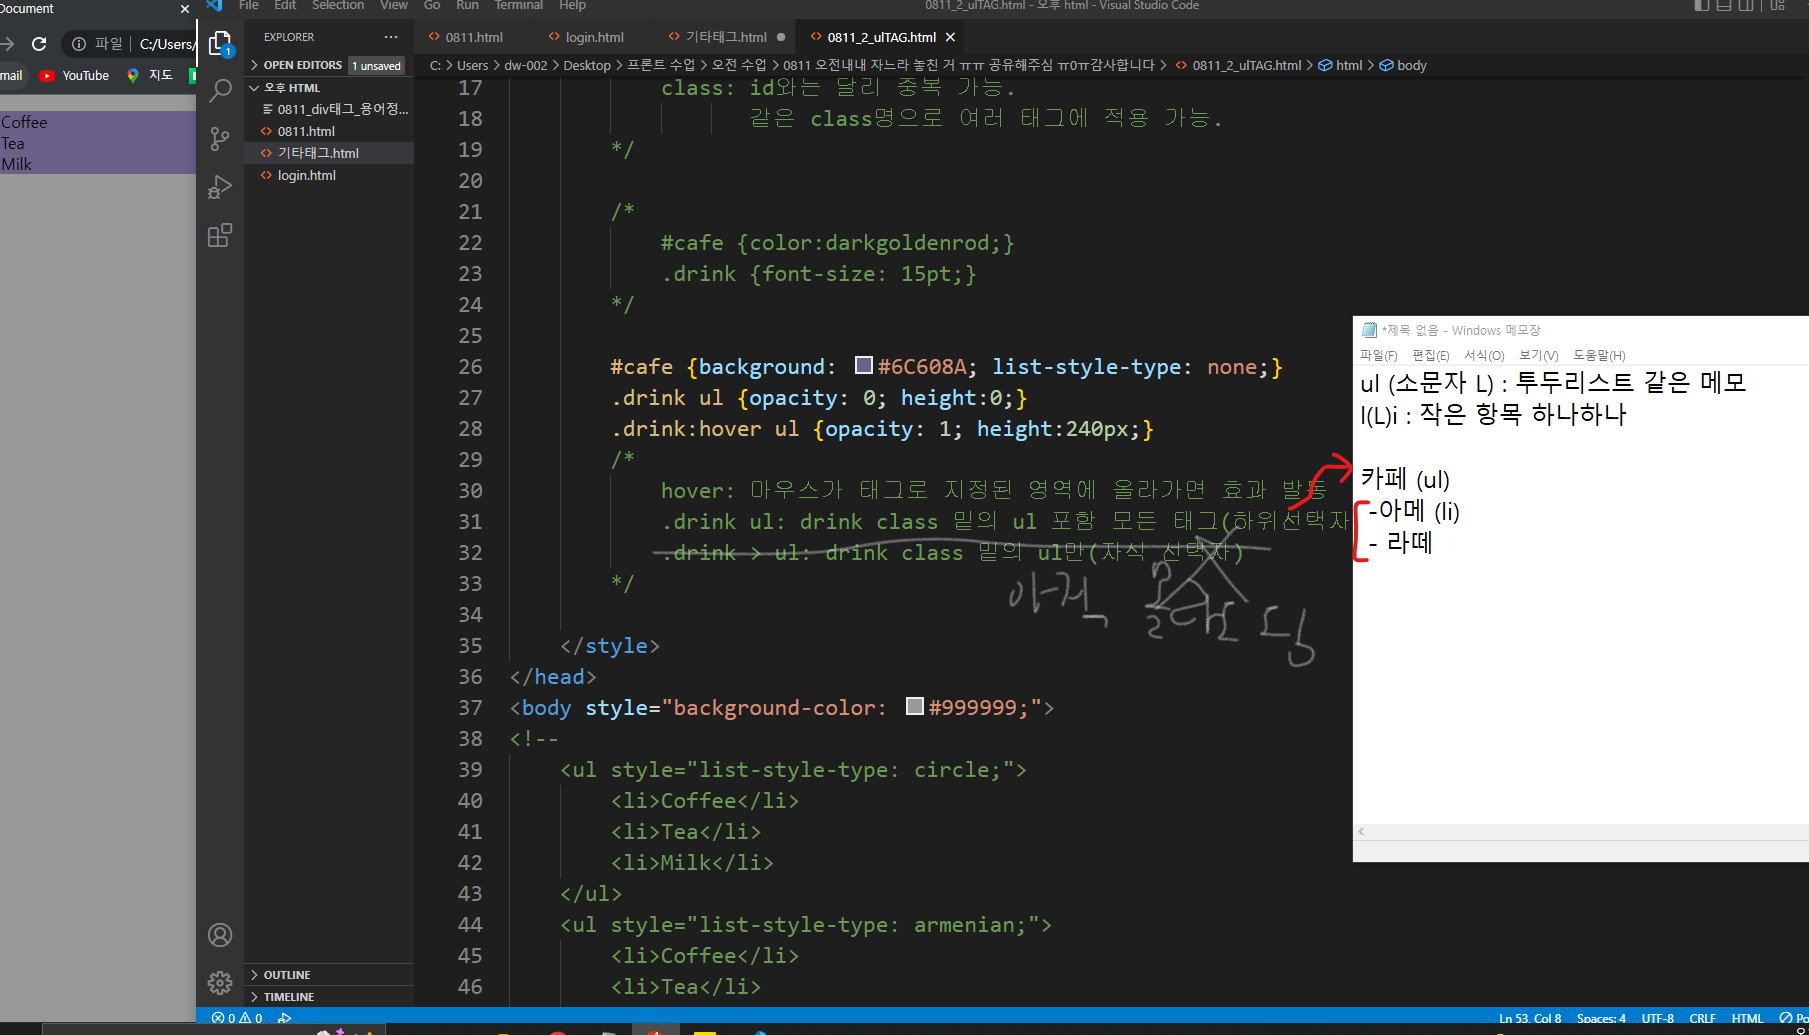 Document
파일 C:/Users/
mail YouTube 지도
Coffee
Tea
Milk
File Edit Selection View Go Run Terminal Help
0811_2_ulTAG.html - 오후 html - Visual Studio Code
EXPLORER
OPEN EDITORS 1 unsaved
오후 HTML
0811_div태그_용어정...
0811.html
기타태그.html
login.html
OUTLINE
TIMELINE
0811.html login.html 기타태그.html 0811_2_ulTAG.html
C: > Users > dw-002 > Desktop > 프론트 수업 > 오전 수업 > 0811 오전내내 자느라 놓친 거 ㅠㅠ 공유해주심 ㅠ0ㅠ감사합니다 > 0811_2_ulTAG.html > html > body
17 class: id와는 달리 중복 가능.
18 같은 class명으로 여러 태그에 적용 가능.
19 */
20
21 /*
22 #cafe {color:darkgoldenrod;}
23 .drink {font-size: 15pt;}
24 */
25
26 #cafe {background: #6C608A; list-style-type: none;}
27 .drink ul {opacity: 0; height:0;}
28 .drink:hover ul {opacity: 1; height:240px;}
29 /*
30 hover: 마우스가 태그로 지정된 영역에 올라가면 효과 발동
31 .drink ul: drink class 밑의 ul 포함 모든 태그(하위선택자
32 .drink > ul: drink class 밑의 ul만(자식 선택자)
33 */
아직 몰라도 됨
34
35 </style>
36 </head>
37 <body style="background-color: #999999;">
38 <!--
39 <ul style="list-style-type: circle;">
40 <li>Coffee</li>
41 <li>Tea</li>
42 <li>Milk</li>
43 </ul>
44 <ul style="list-style-type: armenian;">
45 <li>Coffee</li>
46 <li>Tea</li>
*제목 없음 - Windows 메모장
파일(F) 편집(E) 서식(O) 보기(V) 도움말(H)
ul (소문자 L) : 투두리스트 같은 메모
l(L)i : 작은 항목 하나하나
카페 (ul)
-아메 (li)
- 라떼
0 0
Ln 53, Col 8 Spaces: 4 UTF-8 CRLF HTML